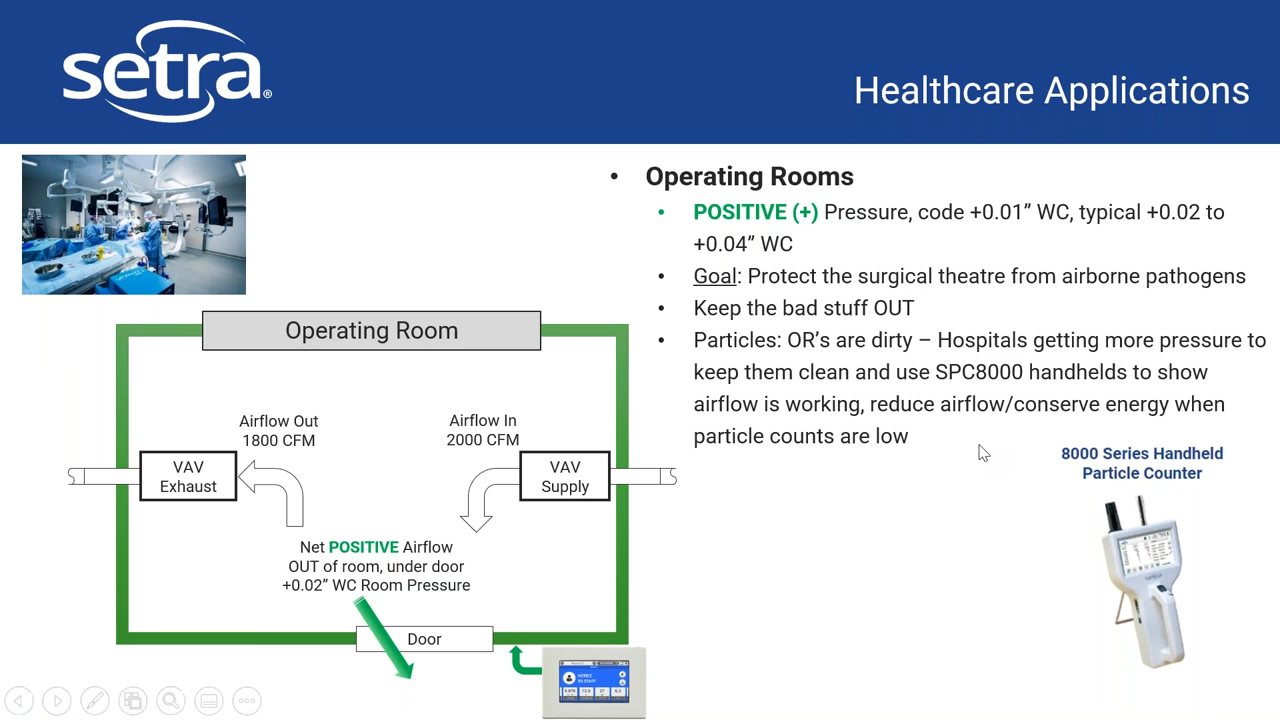 setra®
Healthcare Applications
• Operating Rooms
• POSITIVE (+) Pressure, code +0.01” WC, typical +0.02 to
+0.04” WC
• Goal: Protect the surgical theatre from airborne pathogens
• Keep the bad stuff OUT
• Particles: OR’s are dirty – Hospitals getting more pressure to
keep them clean and use SPC8000 handhelds to show
airflow is working, reduce airflow/conserve energy when
particle counts are low
8000 Series Handheld
Particle Counter
Operating Room
Airflow Out
1800 CFM
Airflow In
2000 CFM
VAV
Exhaust
VAV
Supply
Net POSITIVE Airflow
OUT of room, under door
+0.02” WC Room Pressure
Door
NOTICE